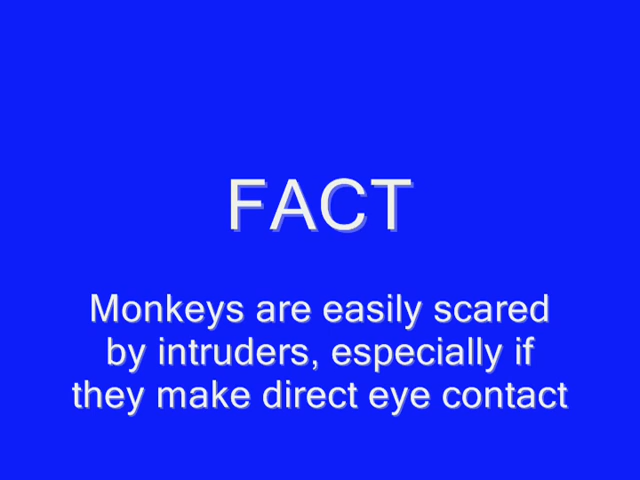 FACT
Monkeys are easily scared
by intruders, especially if
they make direct eye contact